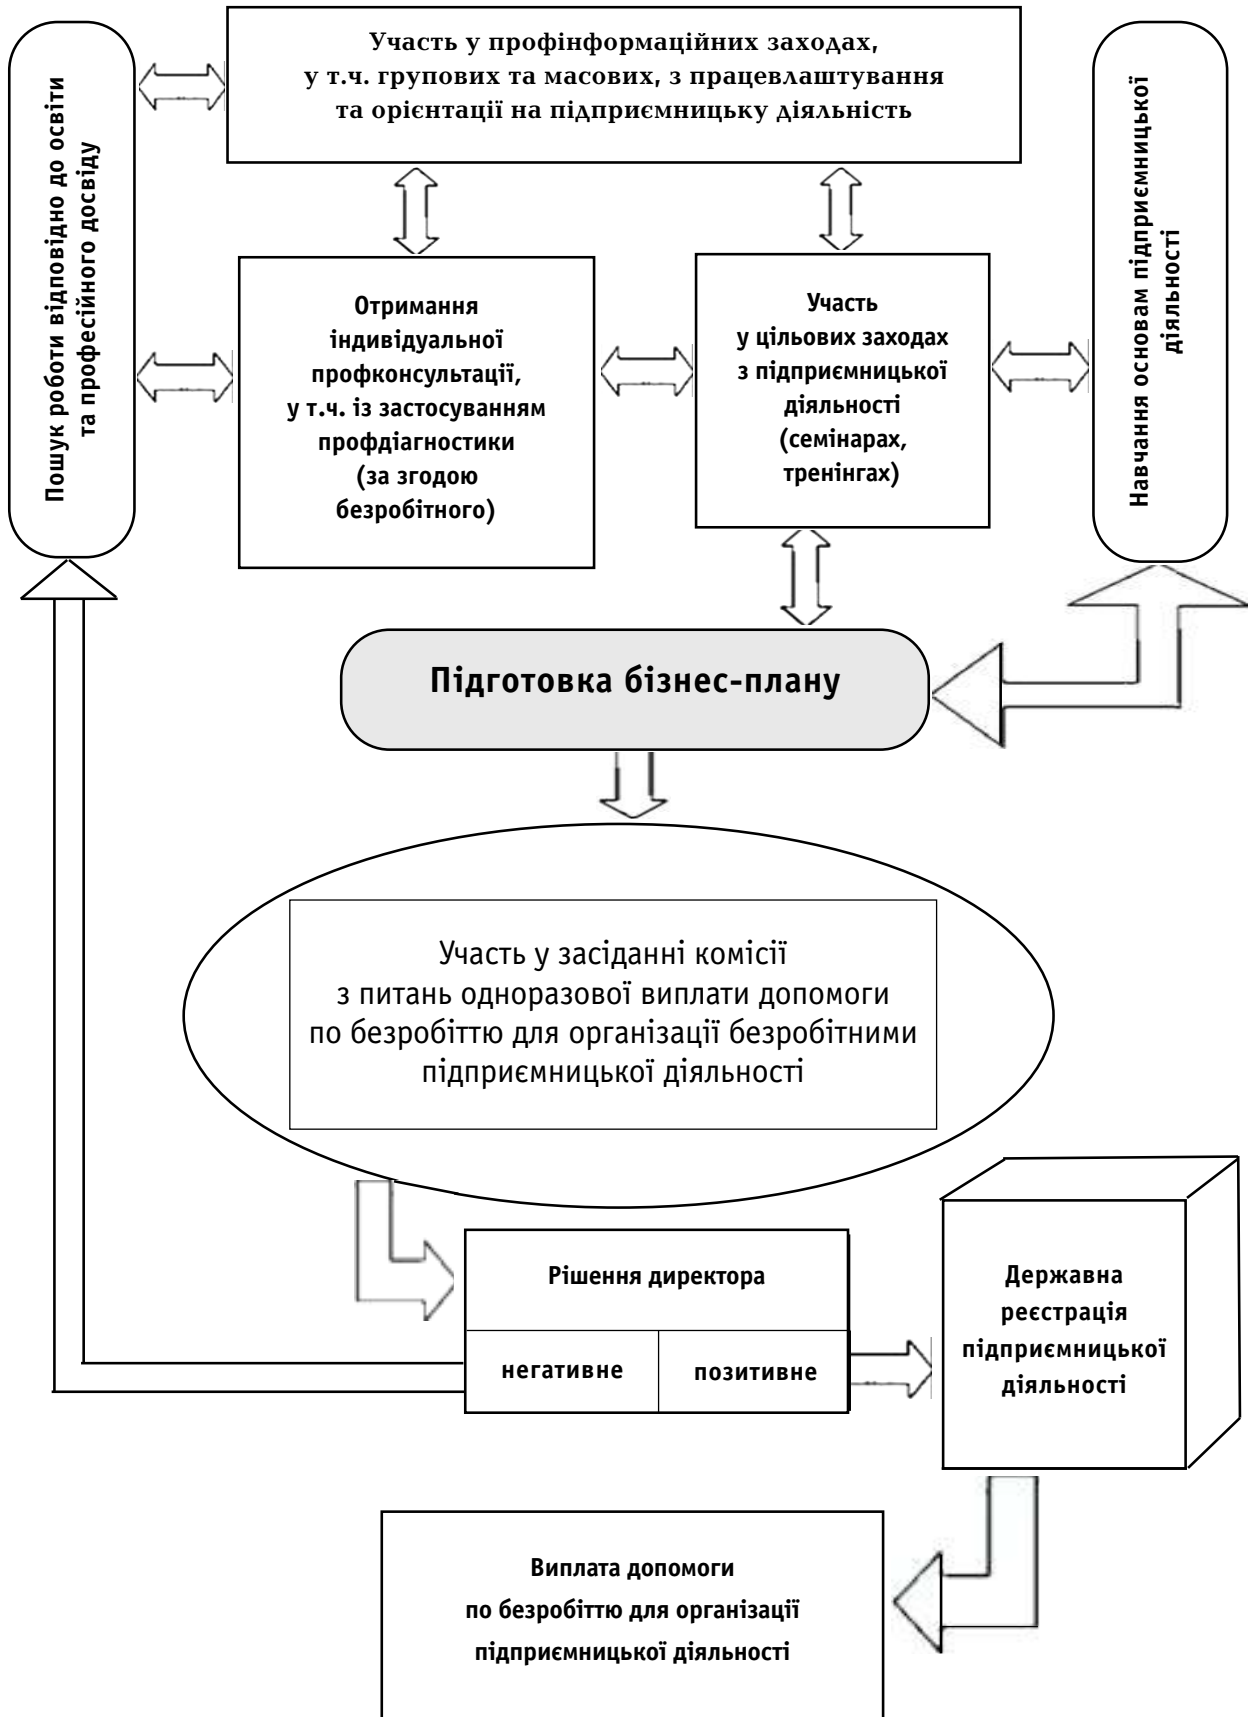 Участь у профінформаційних заходах,
у т.ч. групових та масових, з працевлаштування
та орієнтації на підприємницьку діяльність
Пошук роботи відповідно до освіти
та професійного досвіду
Отримання
індивідуальної
профконсультації,
у т.ч. із застосуванням
профдіагностики
(за згодою
безробітного)
Участь
у цільових заходах
з підприємницької
діяльності
(семінарах,
тренінгах)
Навчання основам підприємницької
діяльності
Підготовка бізнес-плану
Участь у засіданні комісії
з питань одноразової виплати допомоги
по безробіттю для організації безробітними
підприємницької діяльності
Рішення директора
негативне
позитивне
Державна
реєстрація
підприємницької
діяльності
Виплата допомоги
по безробіттю для організації
підприємницької діяльності